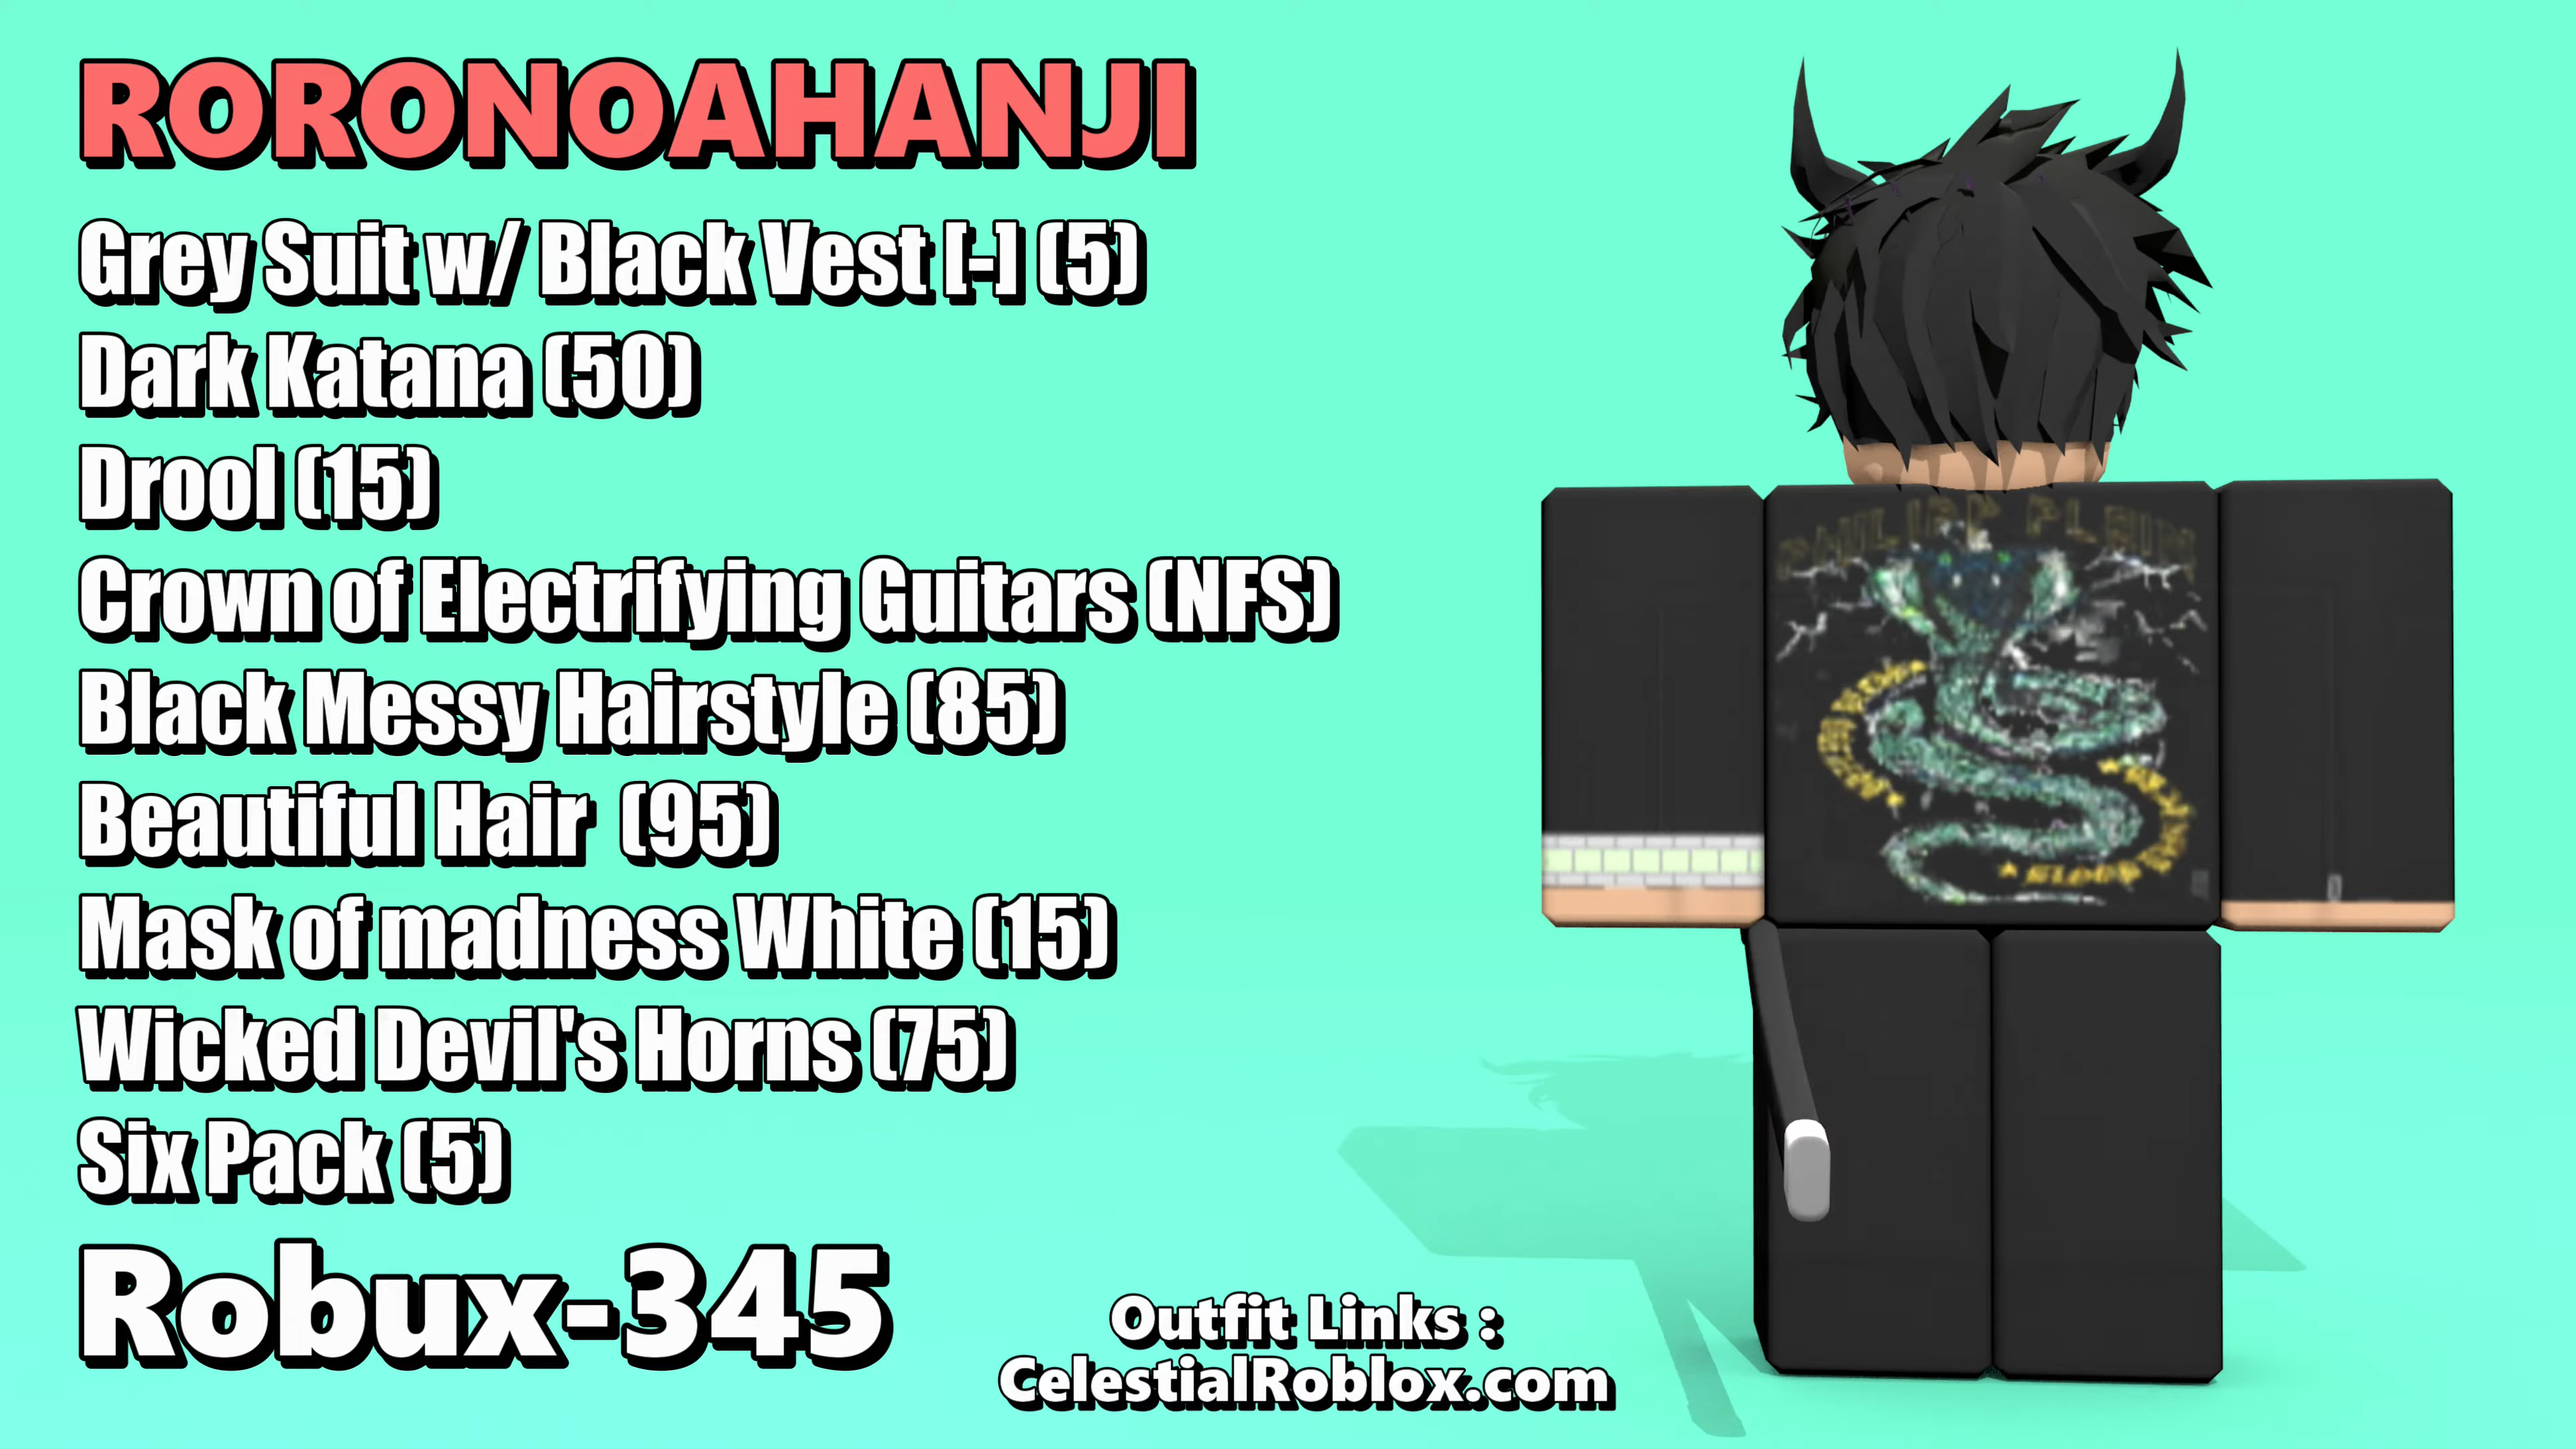 RORONOAHANJI
Grey Suit w/ Black Vest [-] (5)
Dark Katana (50)
Drool (15)
Crown of Electrifying Guitars (NFS)
Black Messy Hairstyle (85)
Beautiful Hair (95)
Mask of madness White (15)
Wicked Devil's Horns (75)
Six Pack (5)
Robux-345
Outfit Links :
CelestialRoblox.com